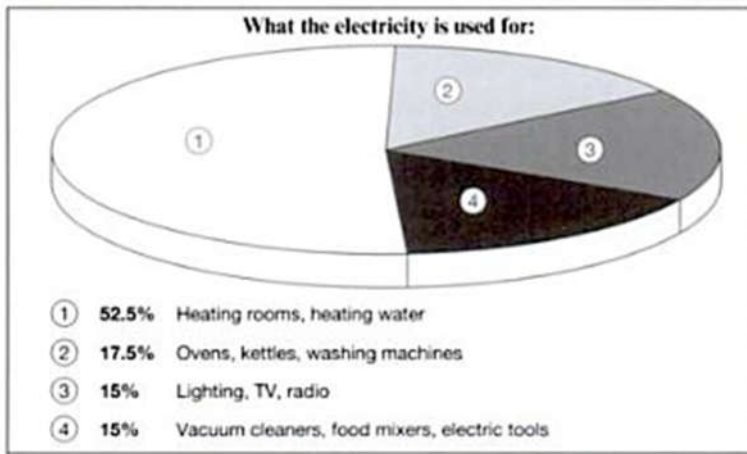 What the electricity is used for:
1
2
3
4
1 52.5% Heating rooms, heating water
2 17.5% Ovens, kettles, washing machines
3 15% Lighting, TV, radio
4 15% Vacuum cleaners, food mixers, electric tools